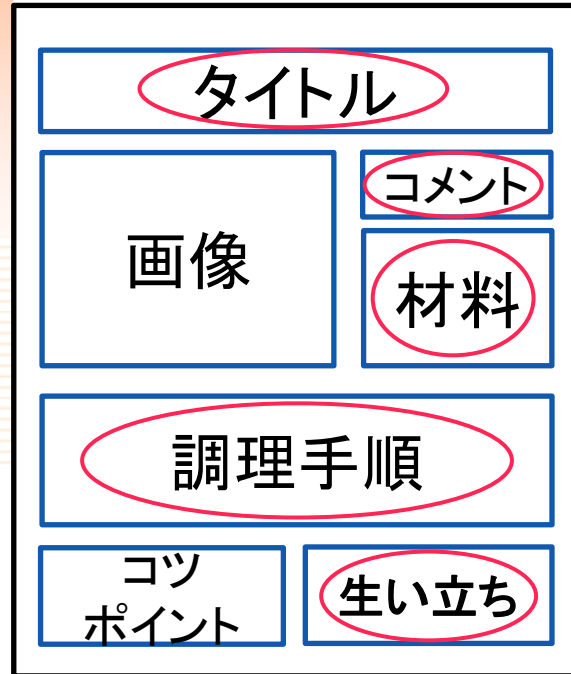 タイトル
画像
コメント
材料
調理手順
コツ
ポイント
生い立ち